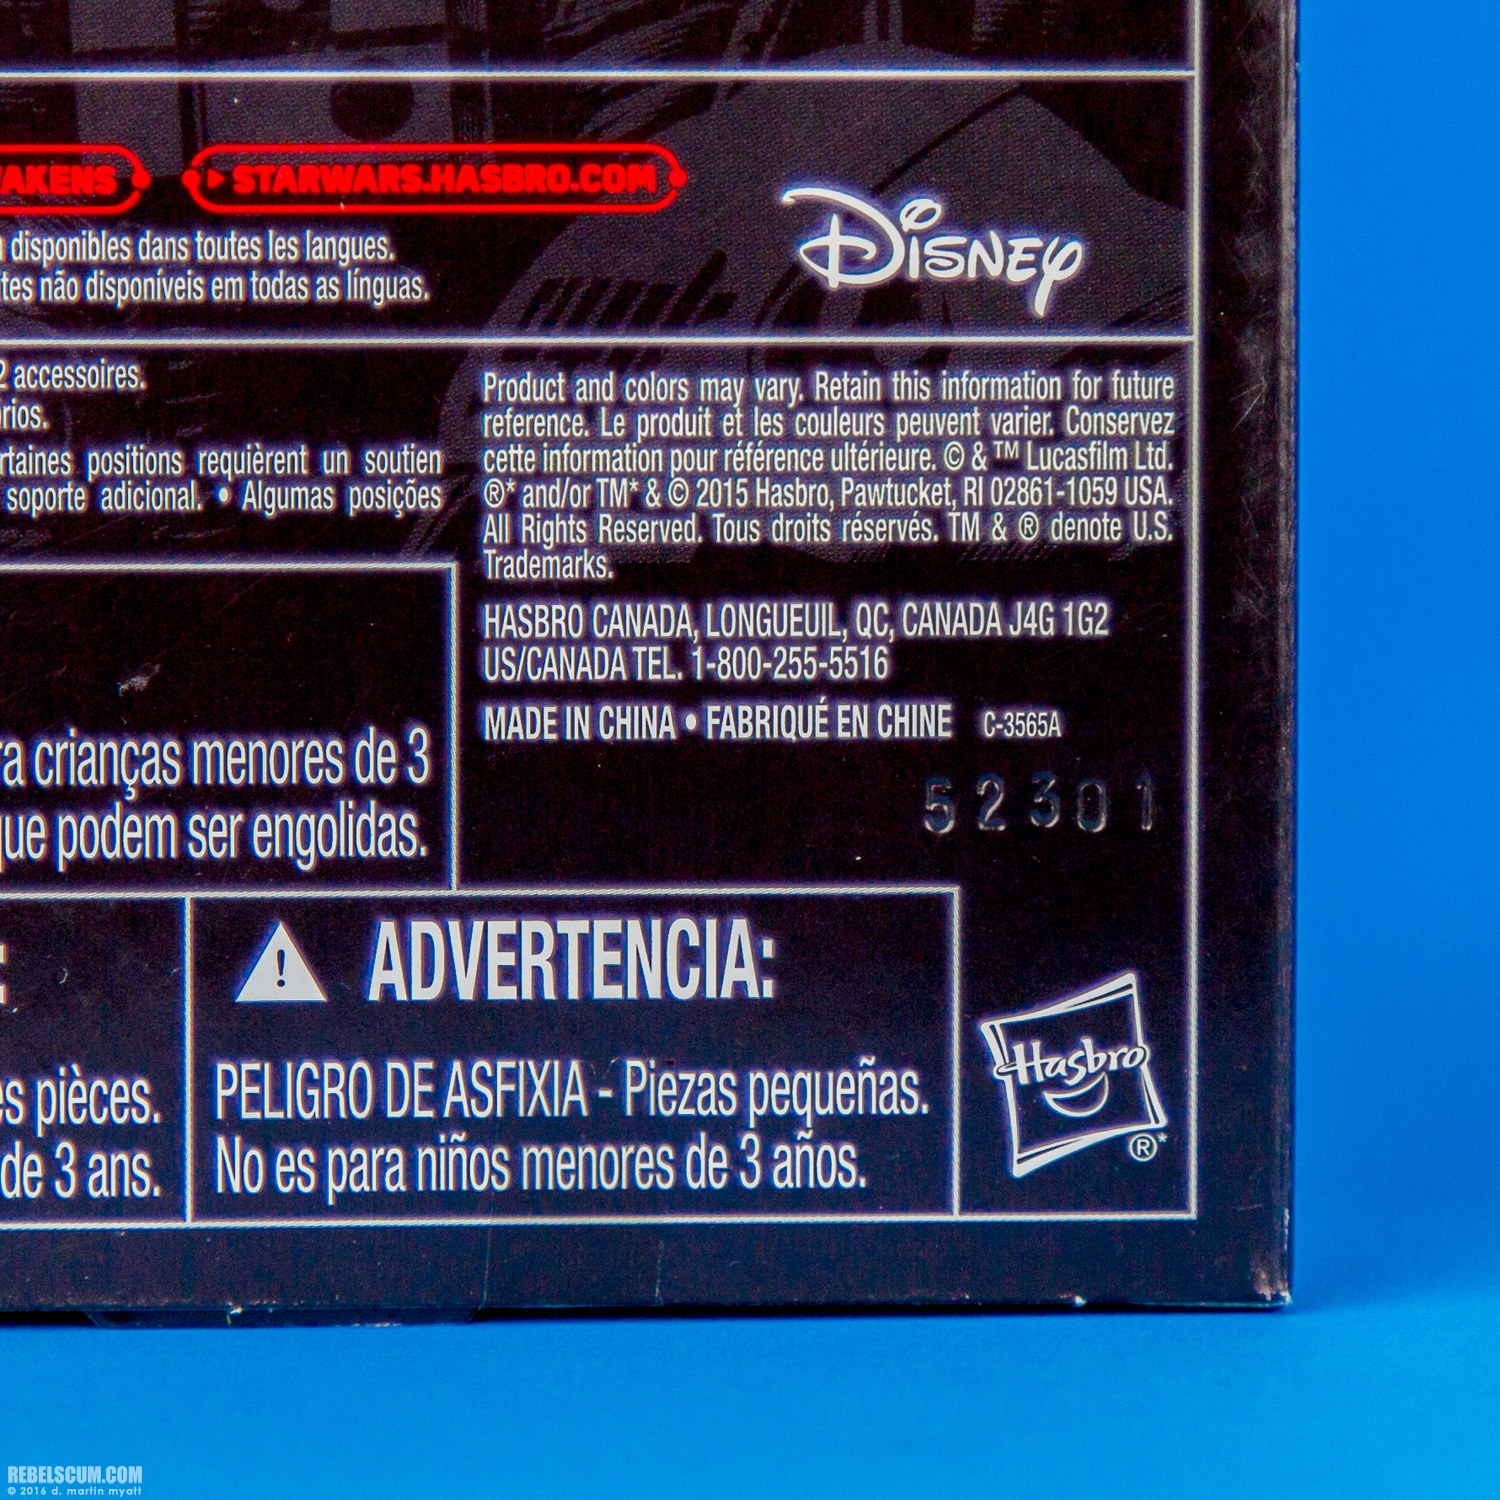 STARWARS.HASBRO.COM
disponibles dans toutes les langues.
não disponíveis em todas as línguas.
Disney
2 accessoires.
positions requièrent un soutien
soporte adicional. • Algumas posições
Product and colors may vary. Retain this information for future
reference. Le produit et les couleurs peuvent varier. Conservez
cette information pour référence ultérieure. © & ™ Lucasfilm Ltd.
®* and/or TM* & © 2015 Hasbro, Pawtucket, RI 02861-1059 USA.
All Rights Reserved. Tous droits réservés. TM & ® denote U.S.
Trademarks.
HASBRO CANADA, LONGUEUIL, QC, CANADA J4G 1G2
US/CANADA TEL. 1-800-255-5516
MADE IN CHINA • FABRIQUÉ EN CHINE C-3565A
52301
crianças menores de 3
que podem ser engolidas.
pièces.
de 3 ans.
ADVERTENCIA:
PELIGRO DE ASFIXIA - Piezas pequeñas.
No es para niños menores de 3 años.
Hasbro
®*
REBELSCUM.COM
© 2016 d. martin myatt